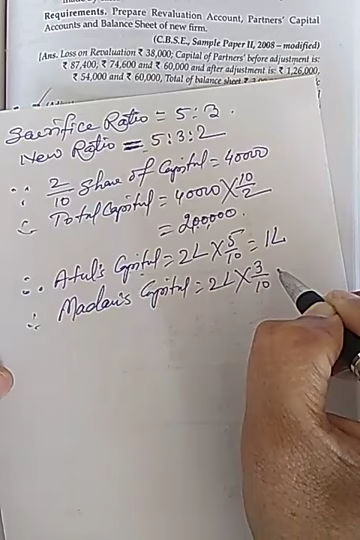 Requirements. Prepare Revaluation Account, Partners' Capital
Accounts and Balance Sheet of new firm.
(C.B.S.E., Sample Paper II, 2008 – modified)
[Ans. Loss on Revaluation ₹ 38,000; Capital of Partners' before adjustment is:
₹ 87,400; ₹ 74,600 and ₹ 60,000 and after adjustment is: ₹ 1,26,000,
₹ 54,000 and ₹ 60,000, Total of balance sheet ₹
Sacrifice Ratio = 5:3.
New Ratio = 5:3:2
∵ 2/10 Share of Capital = 40000
∴ Total Capital = 40000 × 10/2
= 2,00,000.
∴ Atul's Capital = 2L × 5/10 = 1L
∴ Madan's Capital = 2L × 3/10